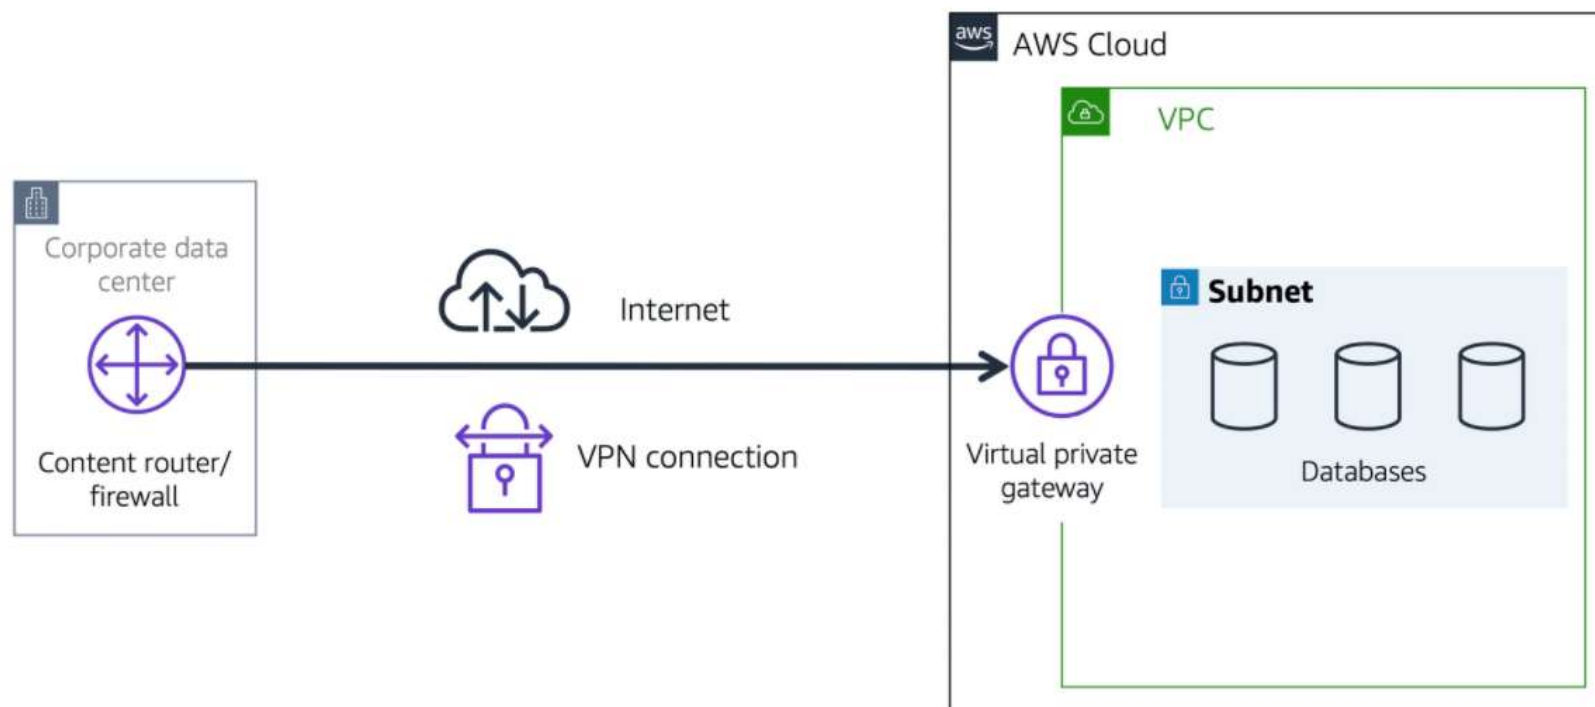 aws
AWS Cloud
VPC
Corporate data
center
Internet
Subnet
Content router/
firewall
VPN connection
Virtual private
gateway
Databases